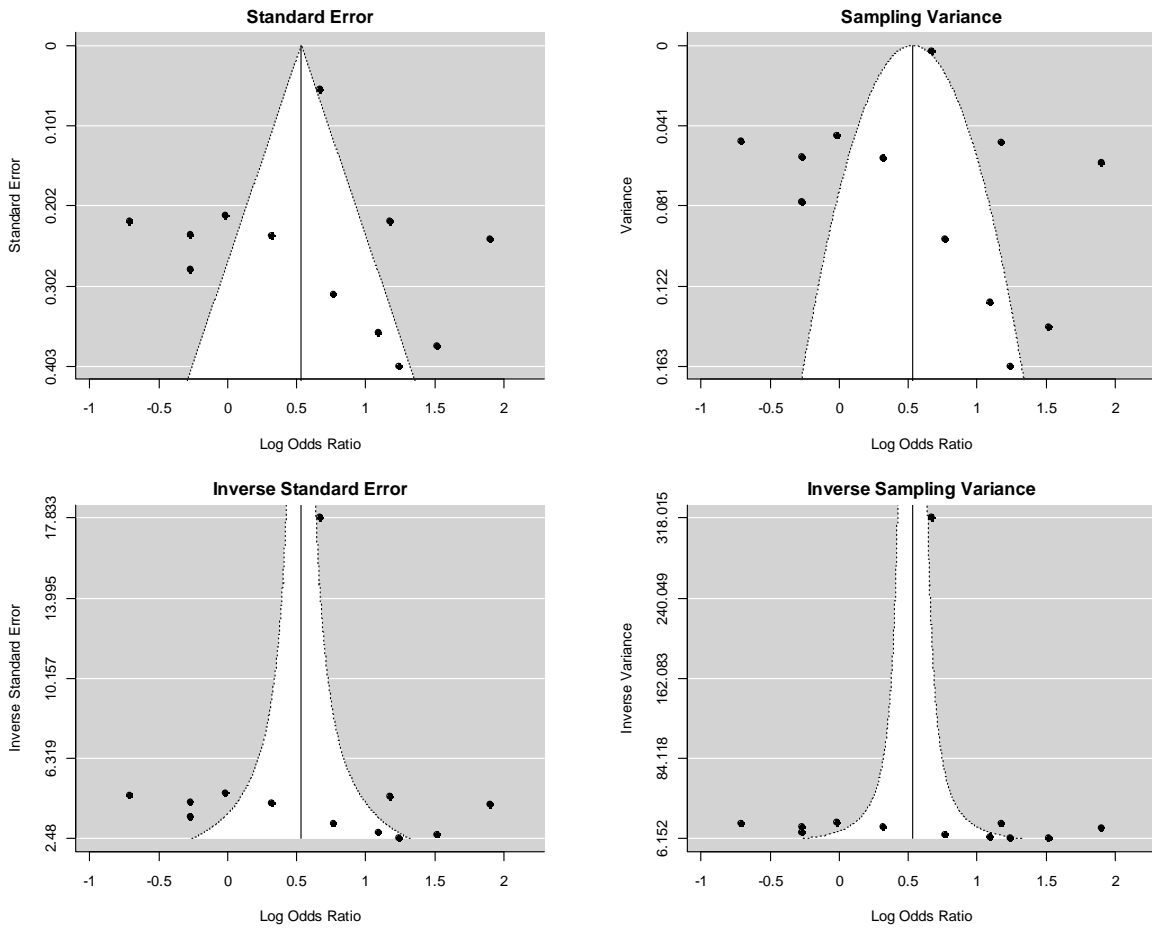 Standard Error
Standard Error
0
0.101
0.202
0.302
0.403
-1 -0.5 0 0.5 1 1.5 2
Log Odds Ratio
Sampling Variance
Variance
0
0.041
0.081
0.122
0.163
-1 -0.5 0 0.5 1 1.5 2
Log Odds Ratio
Inverse Standard Error
Inverse Standard Error
17.833
13.995
10.157
6.319
2.48
-1 -0.5 0 0.5 1 1.5 2
Log Odds Ratio
Inverse Sampling Variance
Inverse Variance
318.015
240.049
162.083
84.118
6.152
-1 -0.5 0 0.5 1 1.5 2
Log Odds Ratio